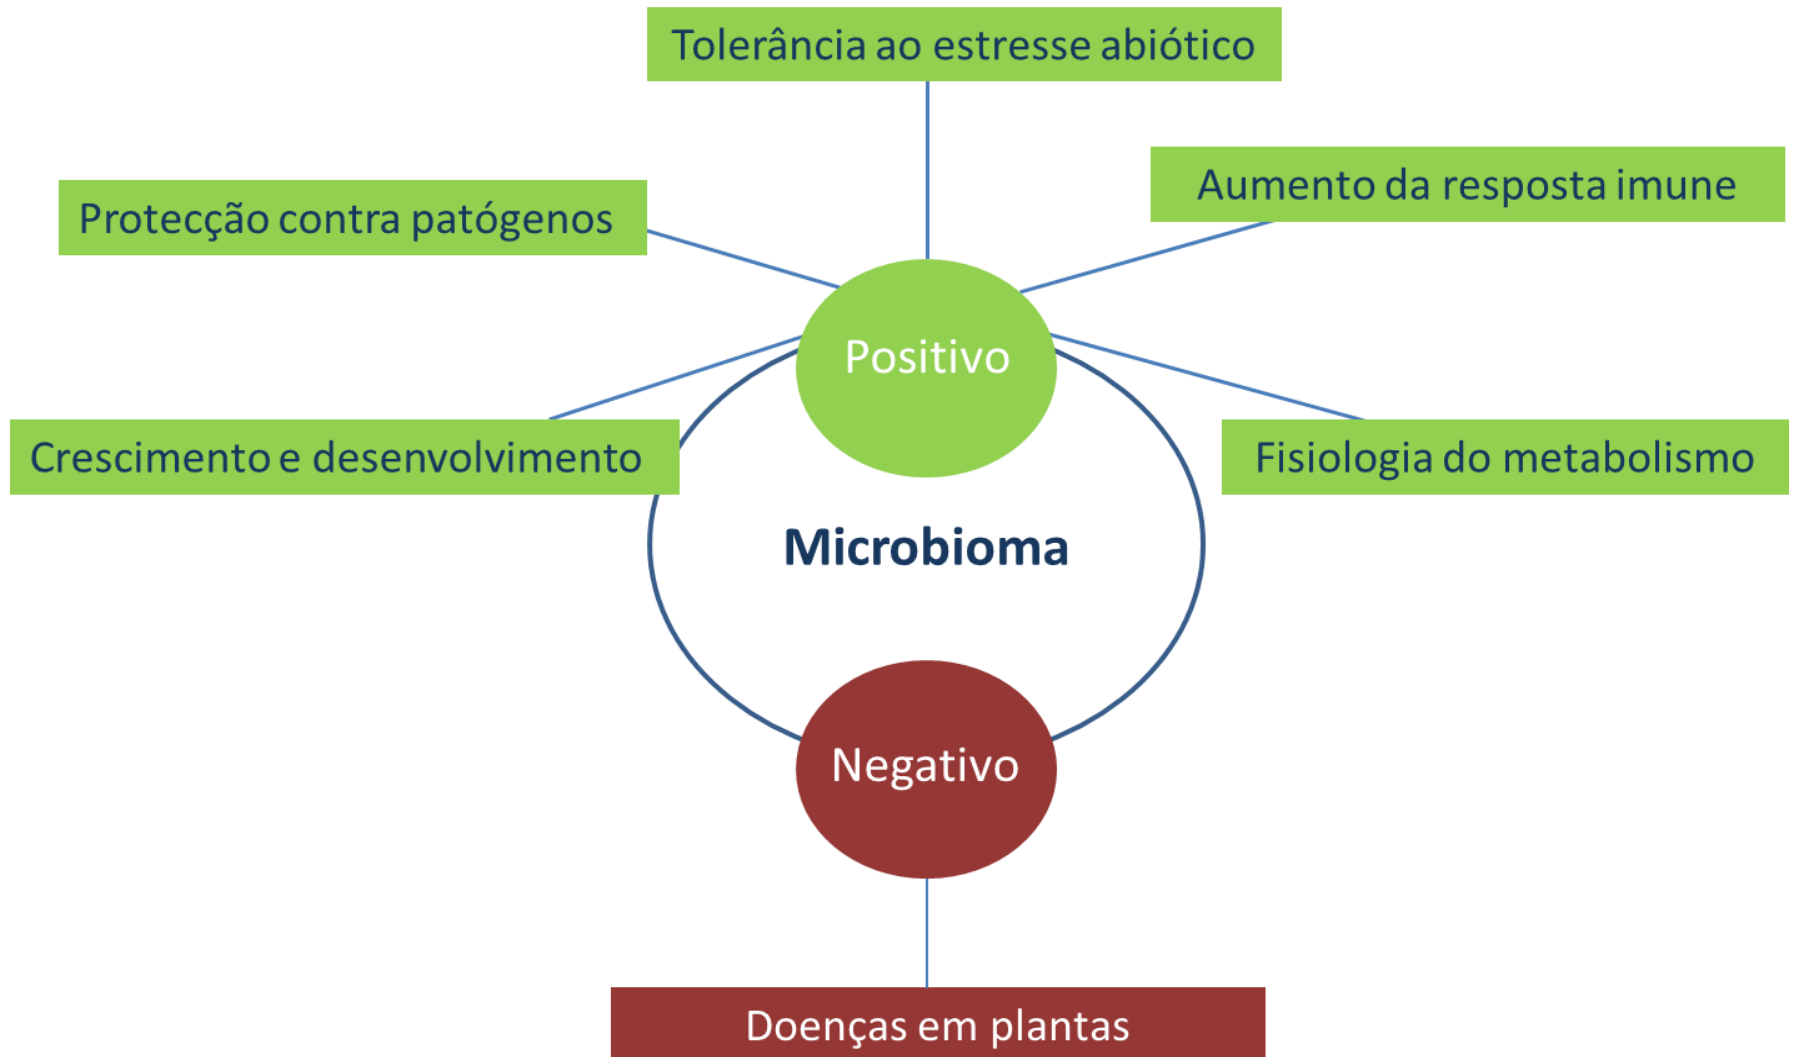 Tolerância ao estresse abiótico
Aumento da resposta imune
Protecção contra patógenos
Positivo
Crescimento e desenvolvimento
Fisiologia do metabolismo
Microbioma
Negativo
Doenças em plantas